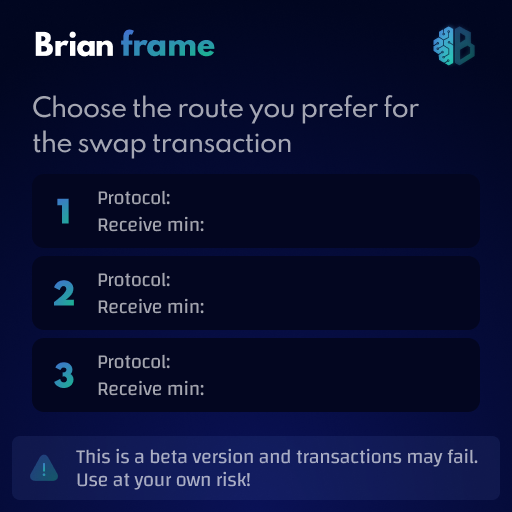 Brian frame
Choose the route you prefer for
the swap transaction
1
Protocol:
Receive min:
2
Protocol:
Receive min:
3
Protocol:
Receive min:
This is a beta version and transactions may fail.
Use at your own risk!